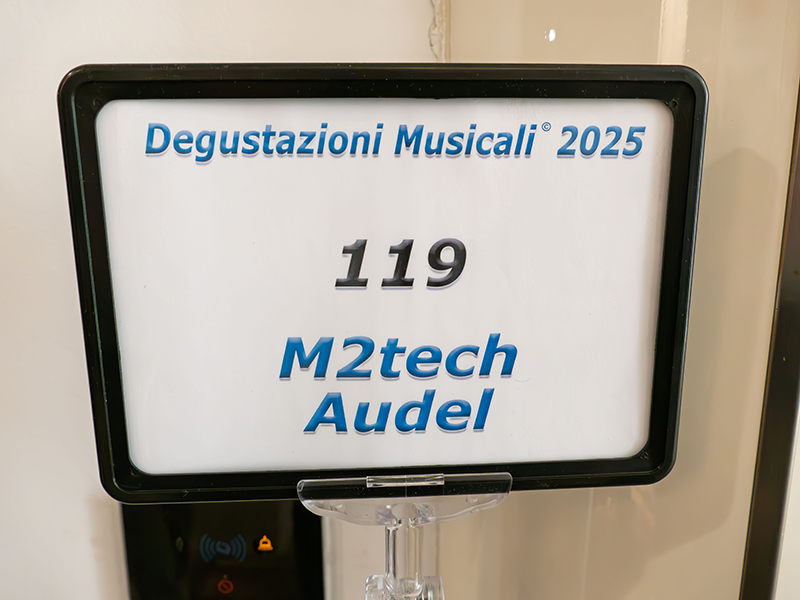 Degustazioni Musicali© 2025
119
M2tech
Audel